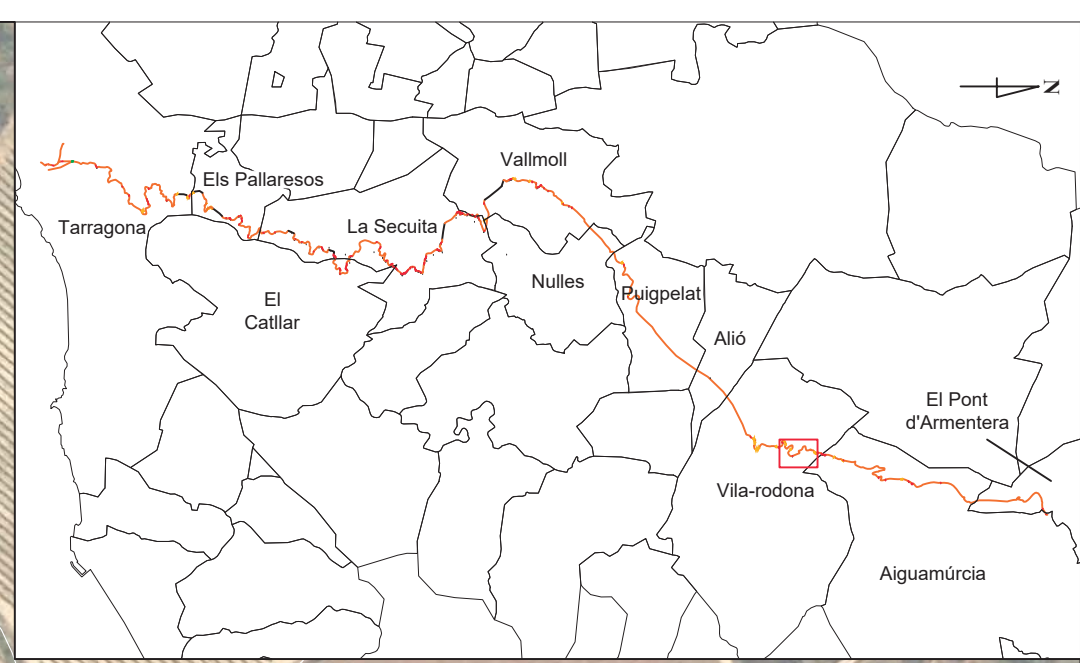 N
Vallmoll
Els Pallaresos
Tarragona
La Secuita
El
Catllar
Nulles
Puigpelat
Alió
El Pont
d'Armentera
Vila-rodona
Aiguamúrcia